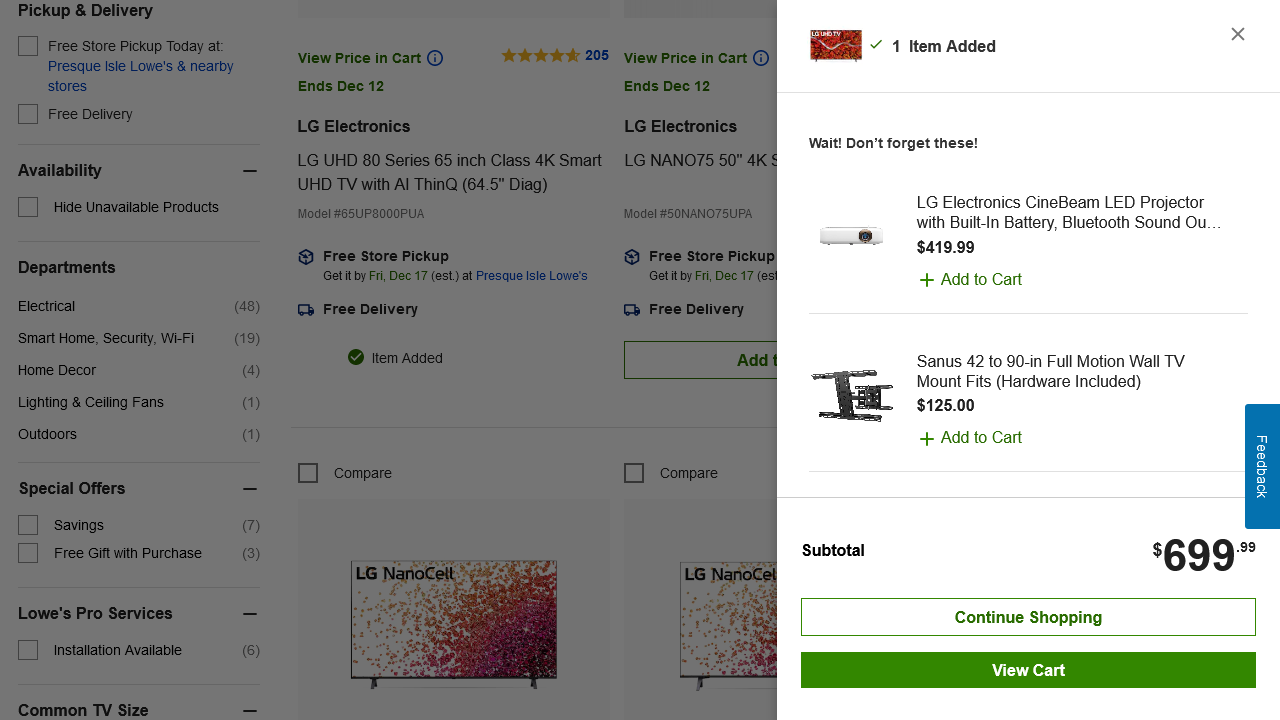 Pickup & Delivery
Free Store Pickup Today at:
Presque Isle Lowe's & nearby
stores
Free Delivery
Availability
Hide Unavailable Products
Departments
Electrical (48)
Smart Home, Security, Wi-Fi (19)
Home Decor (4)
Lighting & Ceiling Fans (1)
Outdoors (1)
Special Offers
Savings (7)
Free Gift with Purchase (3)
Lowe's Pro Services
Installation Available (6)
Common TV Size
View Price in Cart 205
Ends Dec 12
LG Electronics
LG UHD 80 Series 65 inch Class 4K Smart
UHD TV with AI ThinQ (64.5" Diag)
Model #65UP8000PUA
Free Store Pickup
Get it by Fri, Dec 17 (est.) at Presque Isle Lowe's
Free Delivery
Item Added
Compare
LG NanoCell
View Price in Cart
Ends Dec 12
LG Electronics
LG NANO75 50" 4K S
Model #50NANO75UPA
Free Store Pickup
Get it by Fri, Dec 17 (est
Free Delivery
Add t
Compare
LG NanoCe
LG UHD TV
1 Item Added
Wait! Don’t forget these!
LG Electronics CineBeam LED Projector
with Built-In Battery, Bluetooth Sound Ou…
$419.99
Add to Cart
Sanus 42 to 90-in Full Motion Wall TV
Mount Fits (Hardware Included)
$125.00
Add to Cart
Feedback
Subtotal $699.99
Continue Shopping
View Cart